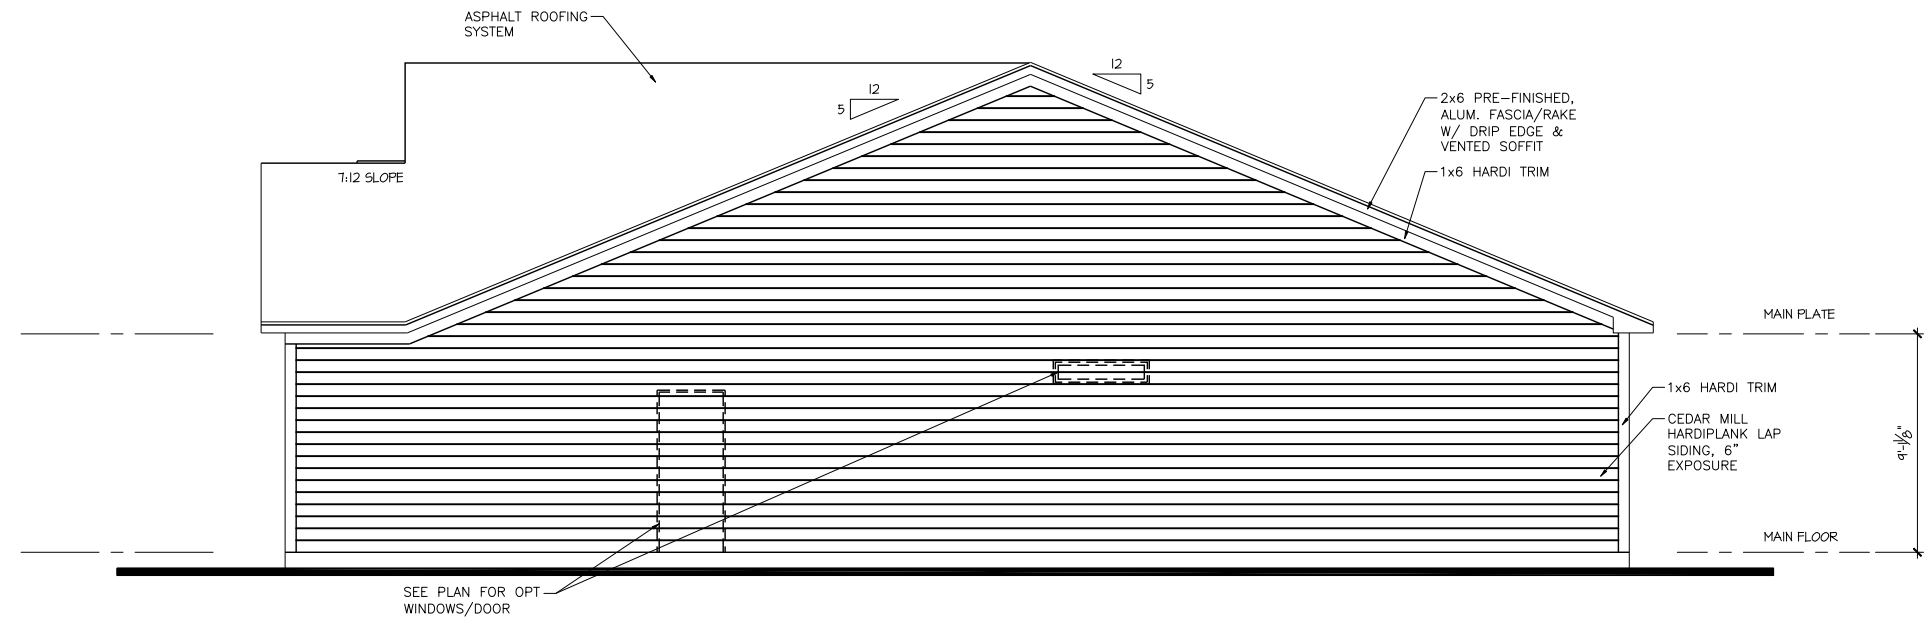 ASPHALT ROOFING
SYSTEM
12
5
12
5
2x6 PRE-FINISHED,
ALUM. FASCIA/RAKE
W/ DRIP EDGE &
VENTED SOFFIT
1x6 HARDI TRIM
7:12 SLOPE
MAIN PLATE
1x6 HARDI TRIM
CEDAR MILL
HARDIPLANK LAP
SIDING, 6"
EXPOSURE
9'-1/8"
MAIN FLOOR
SEE PLAN FOR OPT
WINDOWS/DOOR